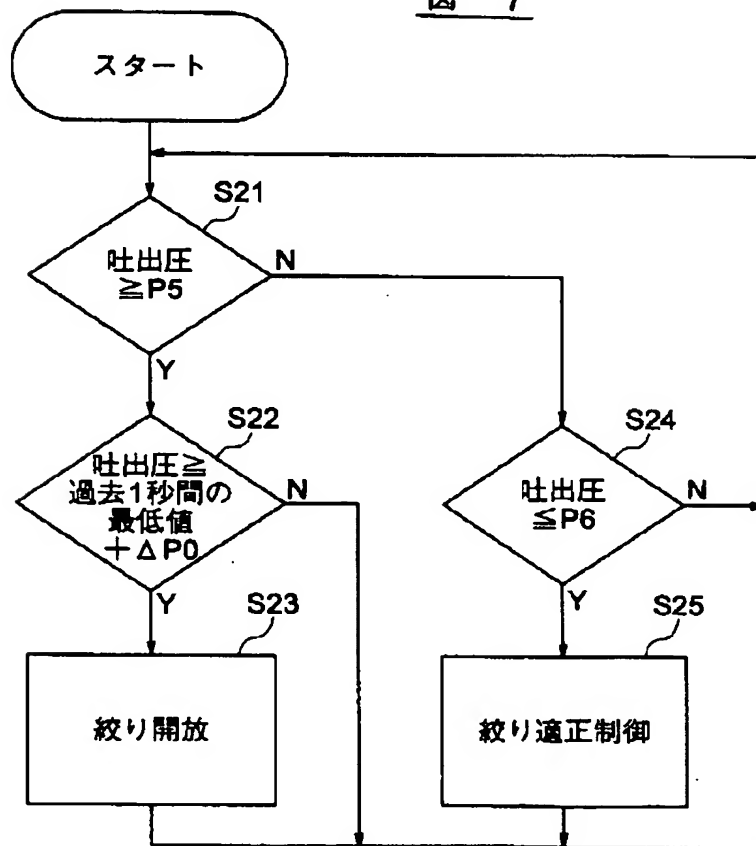 図 7
スタート
S21
吐出圧
≧P5
N
Y
S22
吐出圧≧
過去1秒間の
最低値
+ΔP0
N
Y
S23
絞り開放
S24
吐出圧
≦P6
N
Y
S25
絞り適正制御